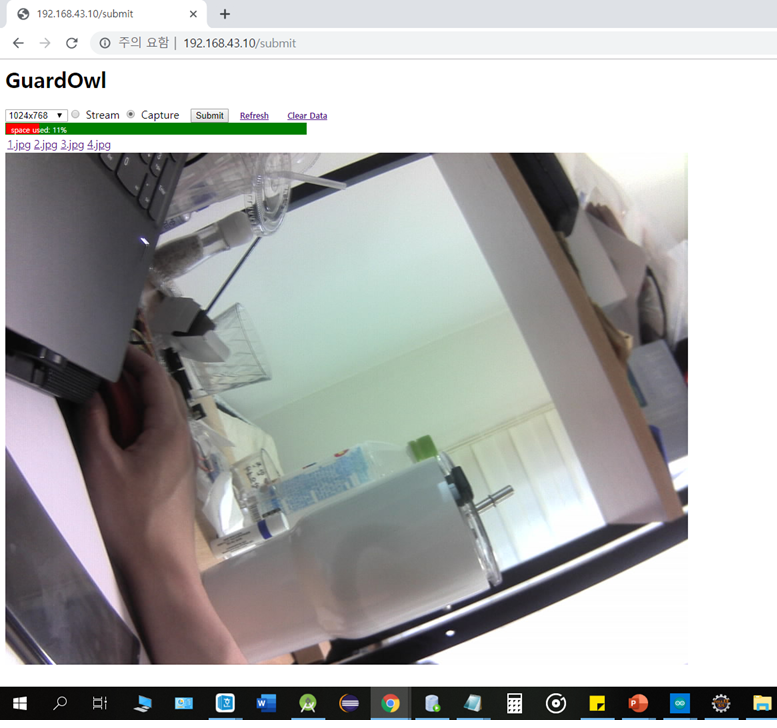 192.168.43.10/submit
주의 요함 | 192.168.43.10/submit
GuardOwl
1024x768 Stream Capture Submit Refresh Clear Data
space used: 11%
1.jpg 2.jpg 3.jpg 4.jpg